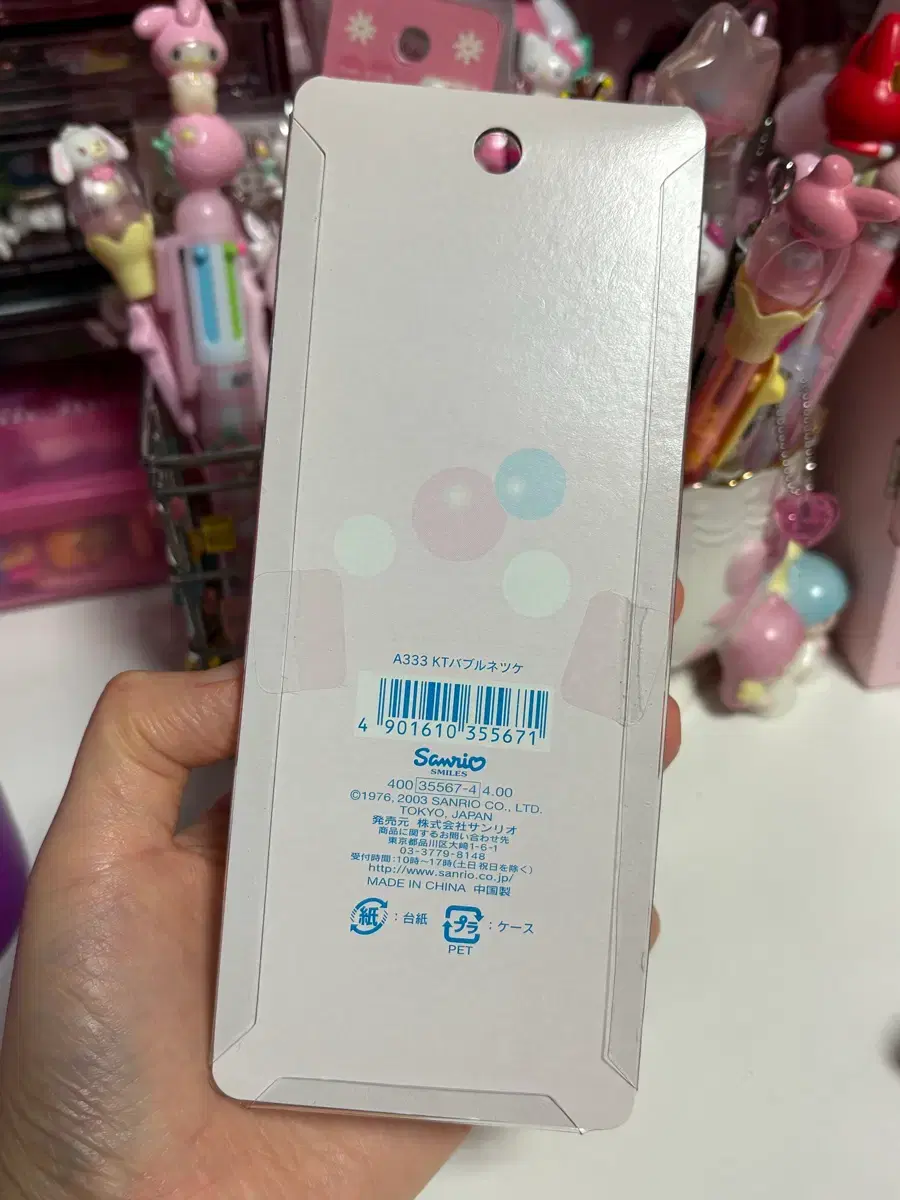 A333 KTバブルネツケ
4 901610 355671
Sanrio
SMILES
400 35567-4 4.00
©1976, 2003 SANRIO CO., LTD.
TOKYO, JAPAN
発売元 株式会社サンリオ
商品に関するお問い合わせ先
東京都品川区大崎1-6-1
03-3779-8148
受付時間:10時～17時(土日祝日を除く)
http://www.sanrio.co.jp/
MADE IN CHINA 中国製
紙 :台紙 プラ :ケース
PET